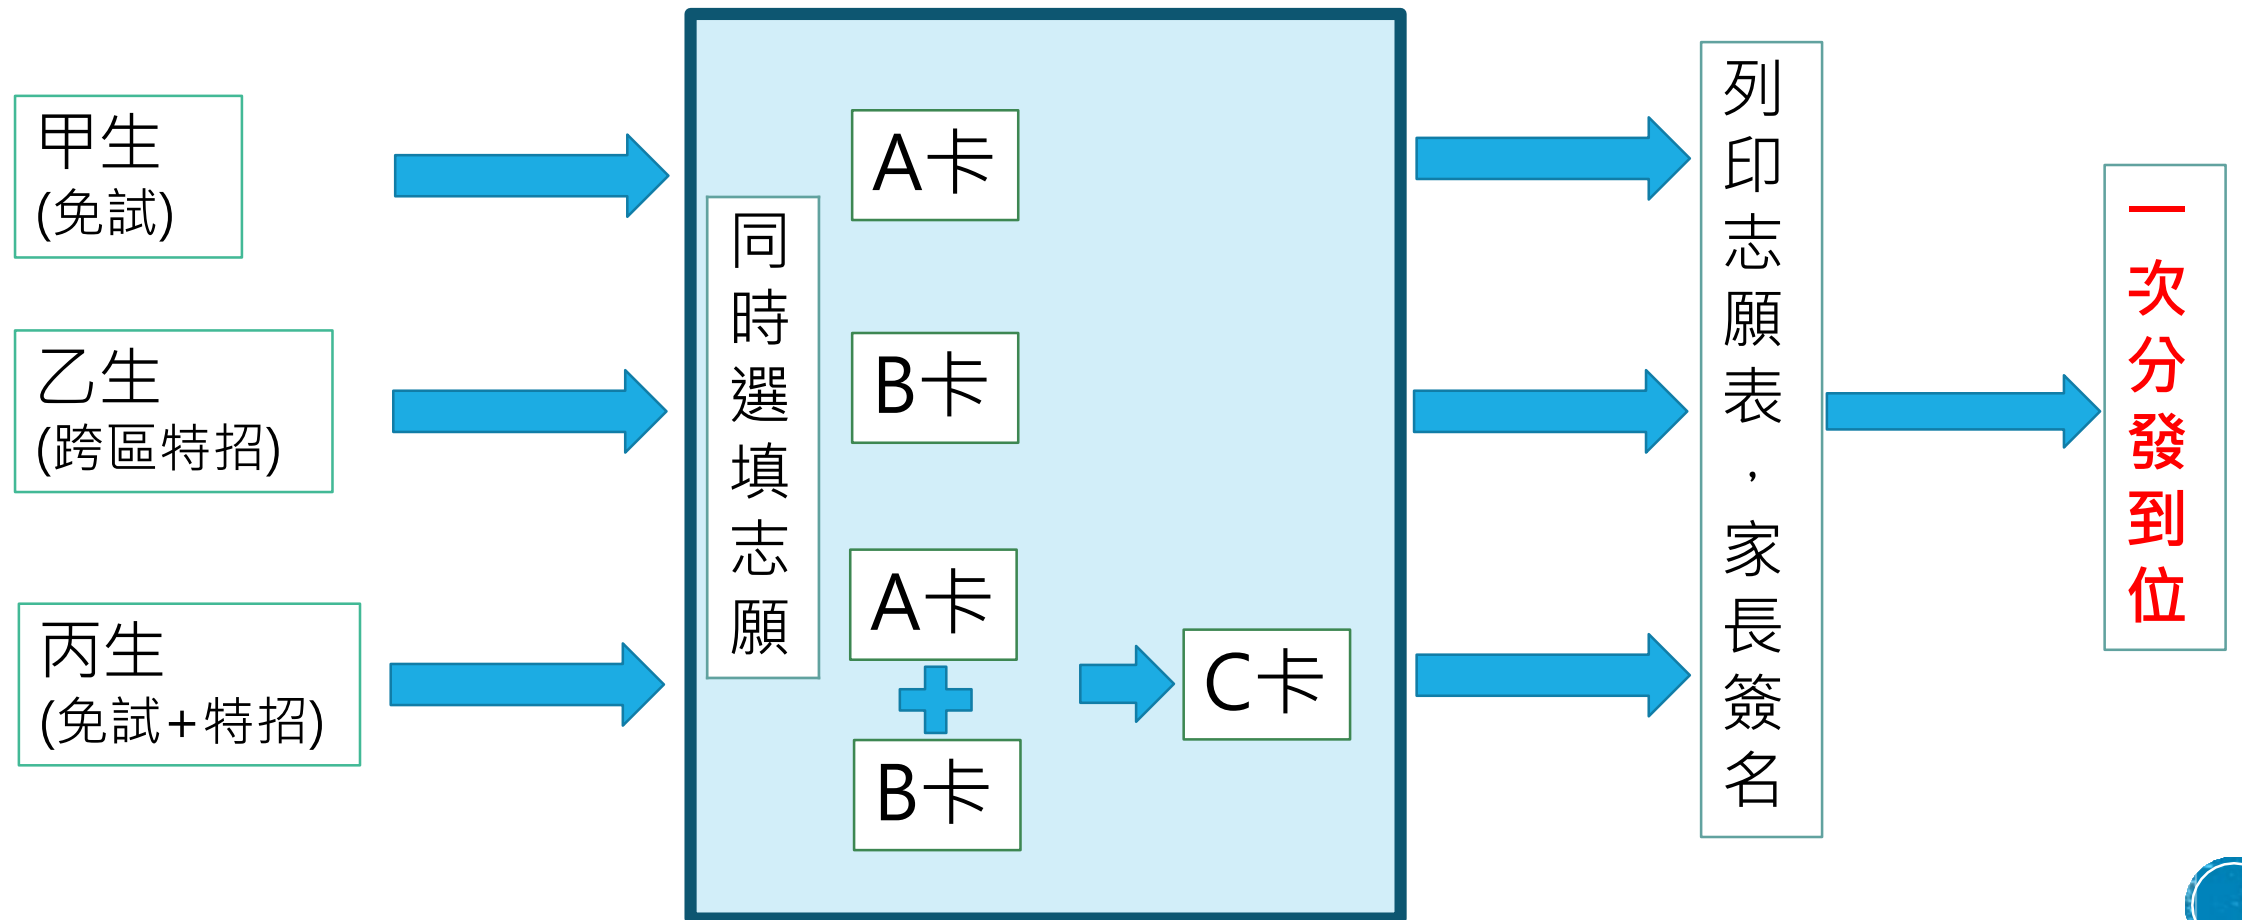 甲生
(免試)
乙生
(跨區特招)
丙生
(免試+特招)
同時選填志願
A卡
B卡
A卡
B卡
C卡
列印志願表，家長簽名
一次分發到位